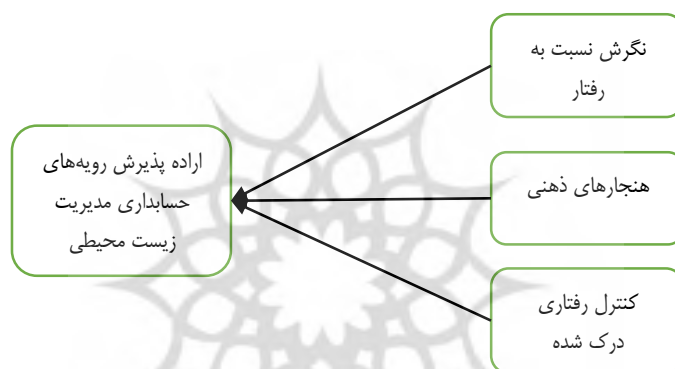 نگرش نسبت به
رفتار
هنجارهای ذهنی
کنترل رفتاری
درک شده
اراده پذیرش رویه‌های
حسابداری مدیریت
زیست محیطی